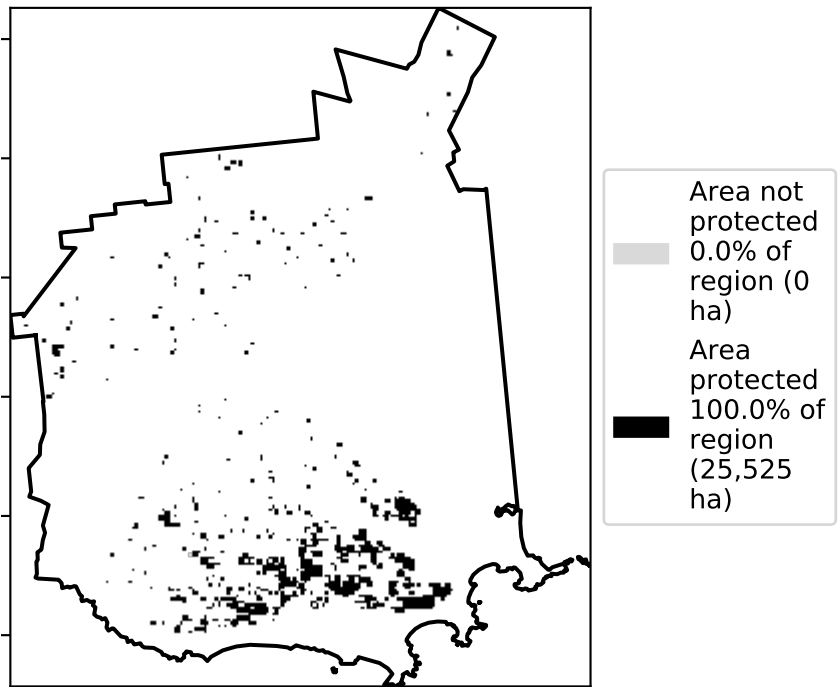 Area not
protected
0.0% of
region (0
ha)
Area
protected
100.0% of
region
(25,525
ha)